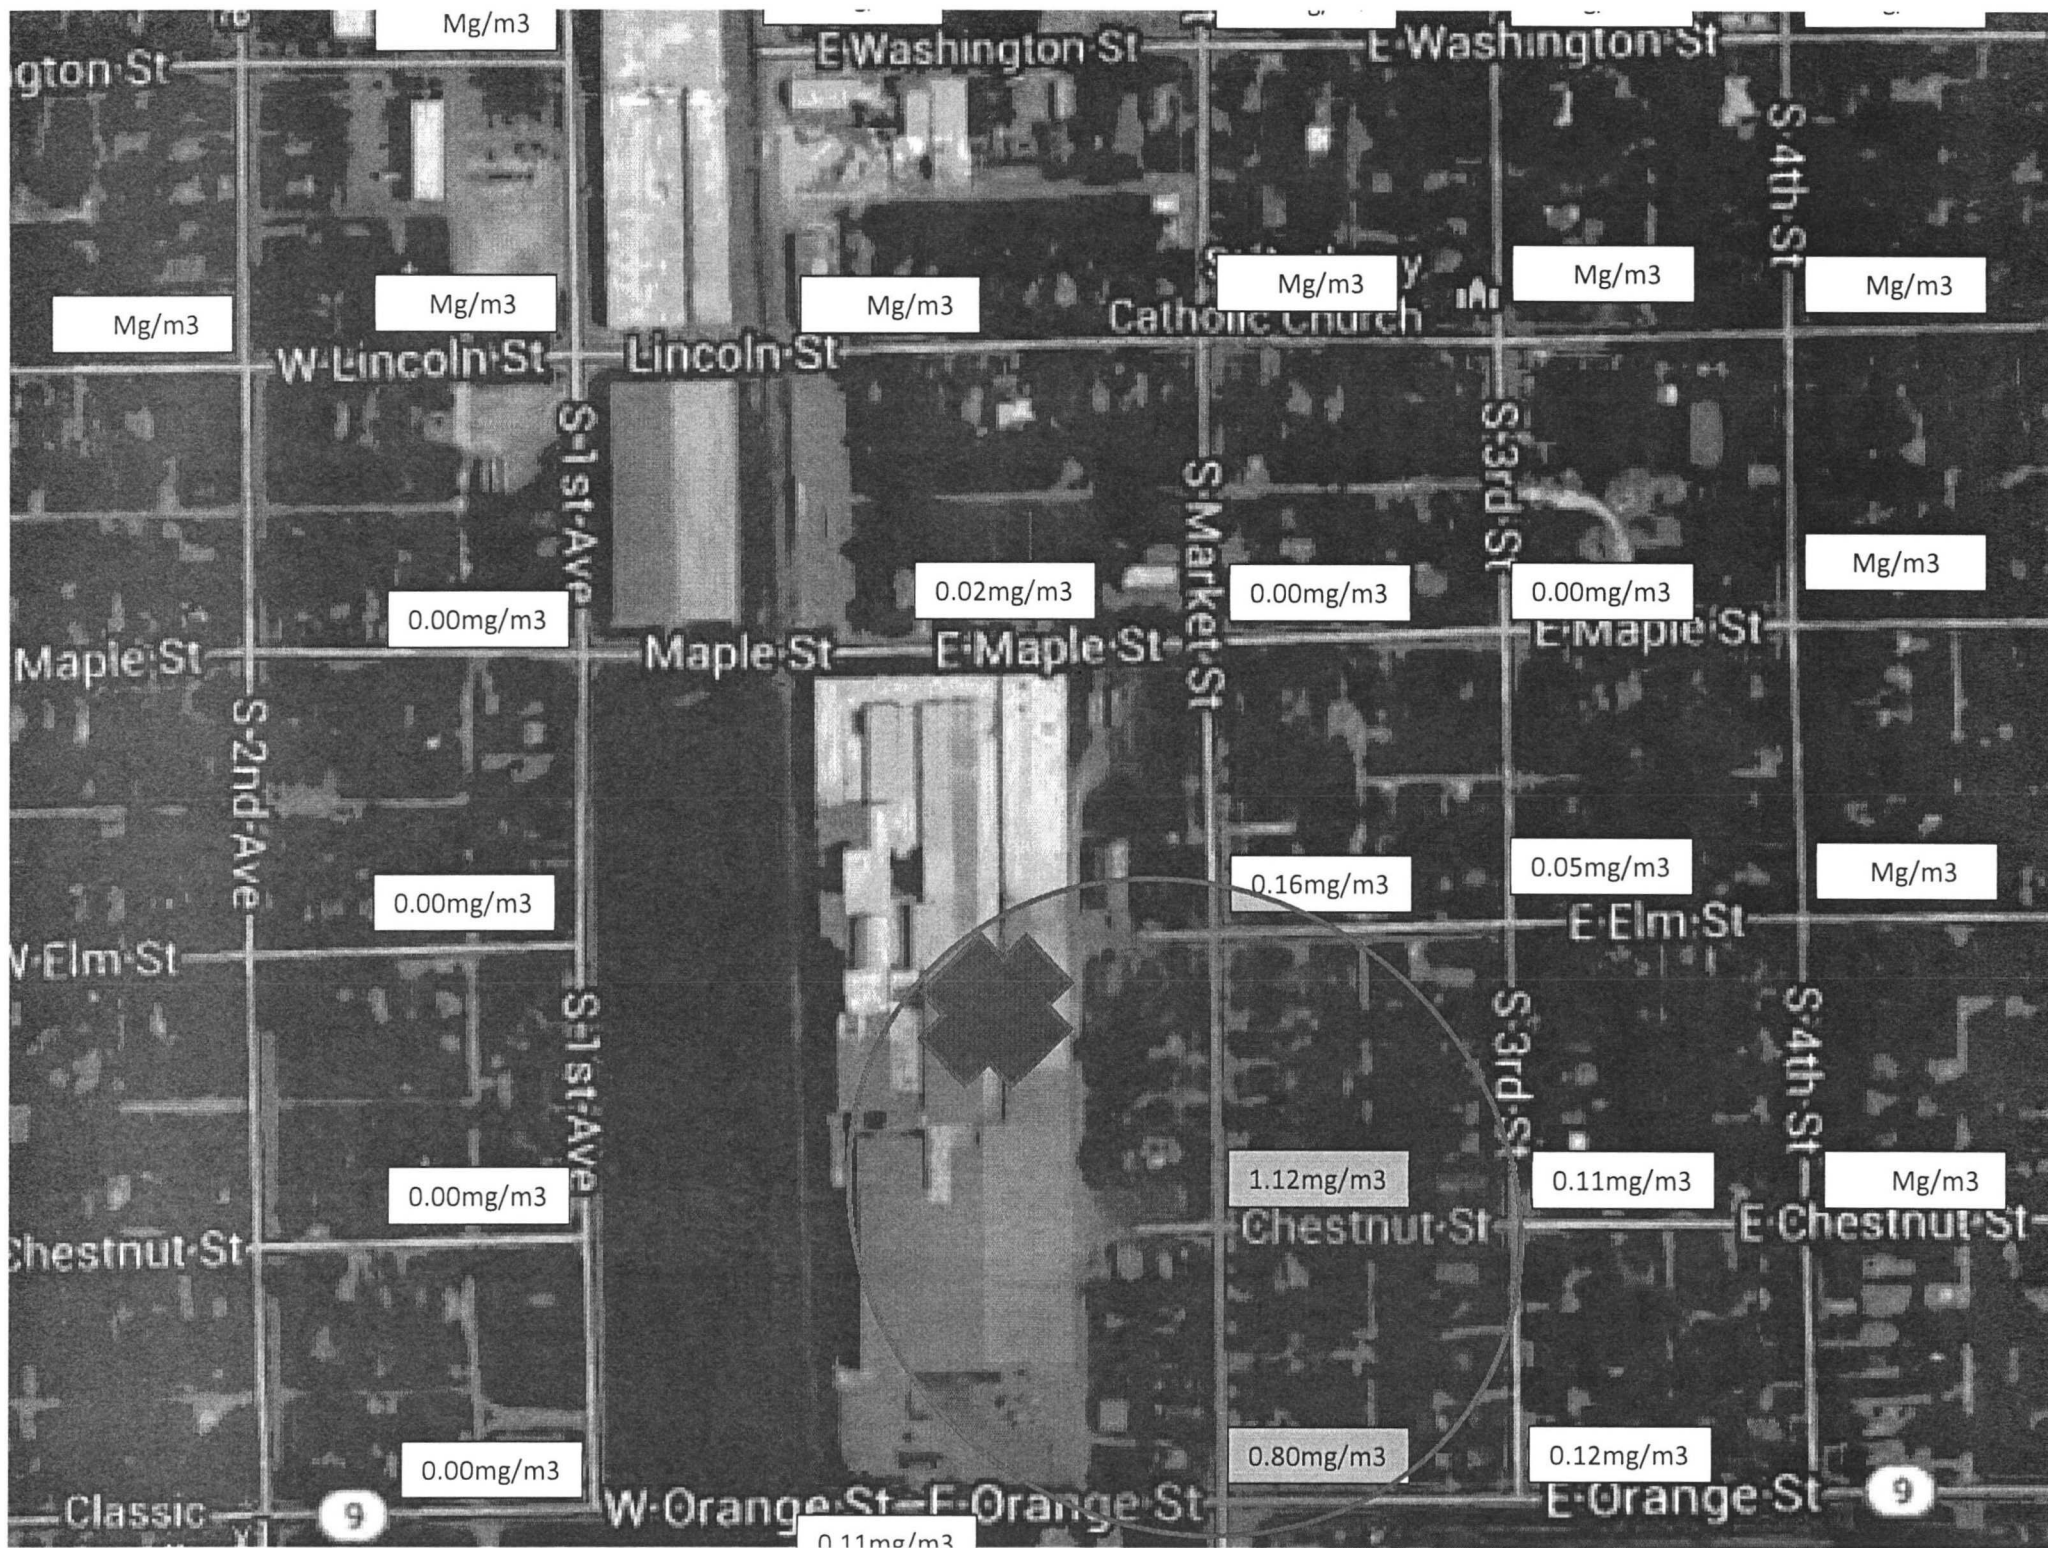 Mg/m3
E Washington St
E Washington St
gton St
S 4th St
Mg/m3
Mg/m3
Mg/m3
Mg/m3
Mg/m3
Mg/m3
Catholic Church
W Lincoln St
Lincoln St
S 1st Ave
S Market St
S 3rd St
Mg/m3
0.00mg/m3
0.02mg/m3
0.00mg/m3
0.00mg/m3
Maple St
Maple St
E Maple St
E Maple St
S 2nd Ave
0.00mg/m3
0.16mg/m3
0.05mg/m3
Mg/m3
W Elm St
E Elm St
S 1st Ave
S 3rd St
S 4th St
0.00mg/m3
1.12mg/m3
0.11mg/m3
Mg/m3
Chestnut St
Chestnut St
E Chestnut St
0.00mg/m3
0.80mg/m3
0.12mg/m3
Classic
9
W Orange St
E Orange St
E Orange St
9
0.11mg/m3